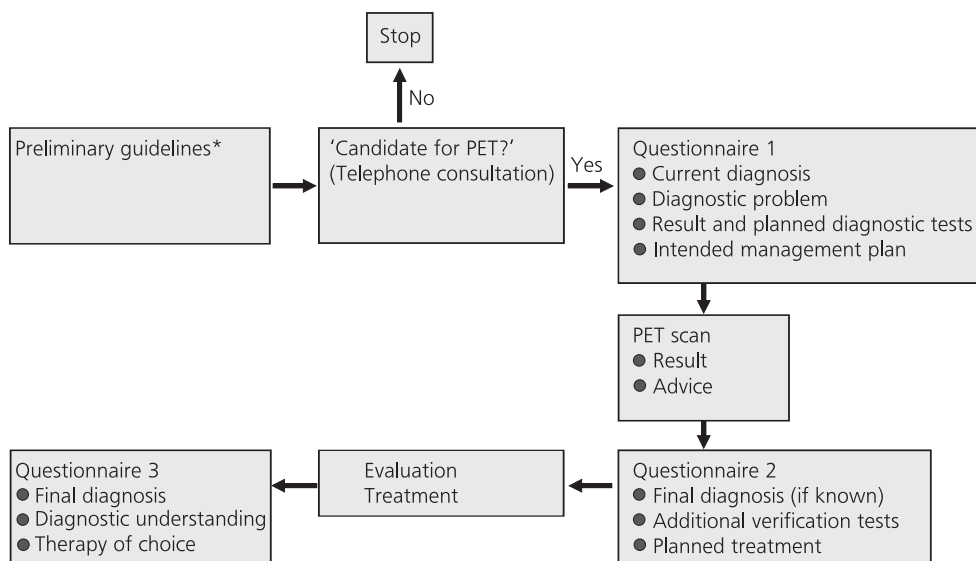 Stop
No
Preliminary guidelines*
'Candidate for PET?'
(Telephone consultation)
Yes
Questionnaire 1
● Current diagnosis
● Diagnostic problem
● Result and planned diagnostic tests
● Intended management plan
PET scan
● Result
● Advice
Questionnaire 2
● Final diagnosis (if known)
● Additional verification tests
● Planned treatment
Evaluation
Treatment
Questionnaire 3
● Final diagnosis
● Diagnostic understanding
● Therapy of choice